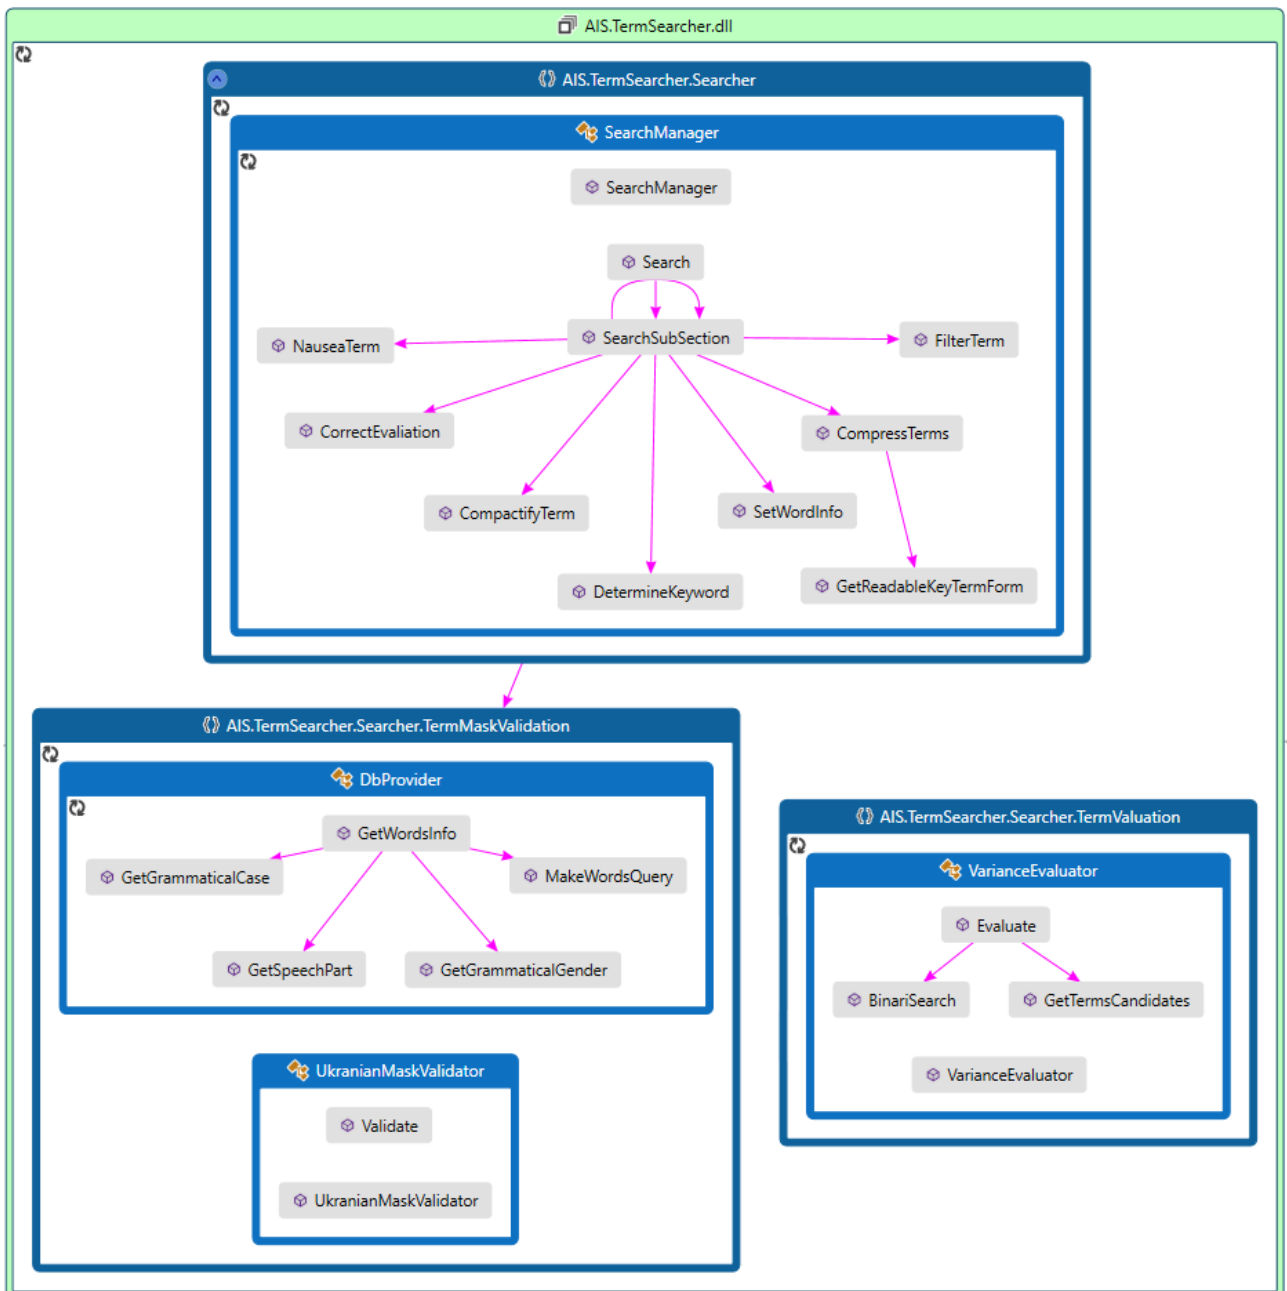 AIS.TermSearcher.dll
AIS.TermSearcher.Searcher
SearchManager
SearchManager
Search
SearchSubSection
NauseaTerm
FilterTerm
CorrectEvaliation
CompressTerms
CompactifyTerm
SetWordInfo
DetermineKeyword
GetReadableKeyTermForm
AIS.TermSearcher.Searcher.TermMaskValidation
DbProvider
GetWordsInfo
GetGrammaticalCase
MakeWordsQuery
GetSpeechPart
GetGrammaticalGender
UkranianMaskValidator
Validate
UkranianMaskValidator
AIS.TermSearcher.Searcher.TermValuation
VarianceEvaluator
Evaluate
BinariSearch
GetTermsCandidates
VarianceEvaluator